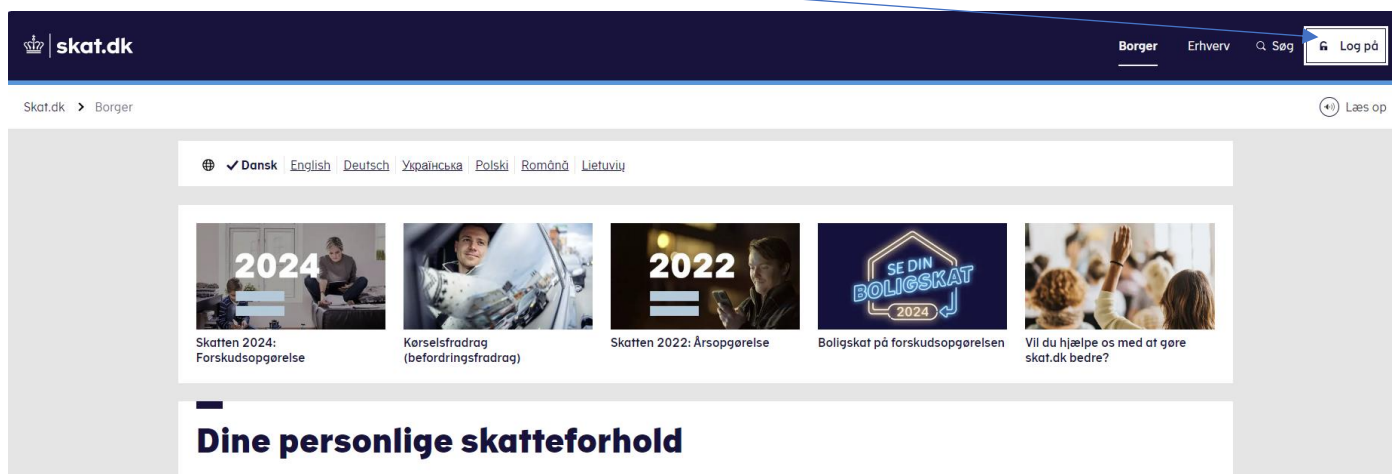 skat.dk
Borger Erhverv Søg Log på
Skat.dk > Borger
Læs op
Dansk English Deutsch Українська Polski Română Lietuvių
2024
2022
SE DIN
BOLIGSKAT
2024
Skatten 2024:
Forskudsopgørelse
Kørselsfradrag
(befordringsfradrag)
Skatten 2022: Årsopgørelse
Boligskat på forskudsopgørelsen
Vil du hjælpe os med at gøre
skat.dk bedre?
Dine personlige skatteforhold